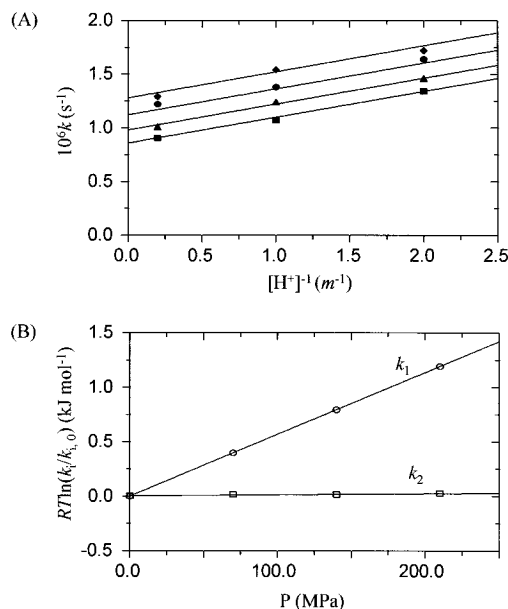 (A)
2.0
1.5
1.0
0.5
0.0
10⁶k (s⁻¹)
0.0 0.5 1.0 1.5 2.0 2.5
[H⁺]⁻¹ (m⁻¹)
(B)
1.5
1.0
0.5
0.0
-0.5
RTln(kᵢ/kᵢ,₀) (kJ mol⁻¹)
k₁
k₂
0.0 100.0 200.0
P (MPa)